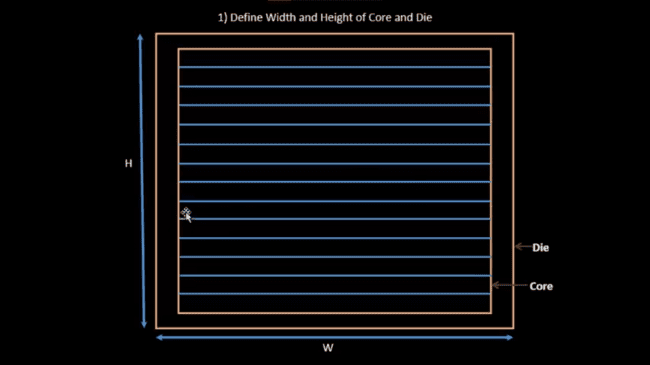 1) Define Width and Height of Core and Die
H
Die
Core
W